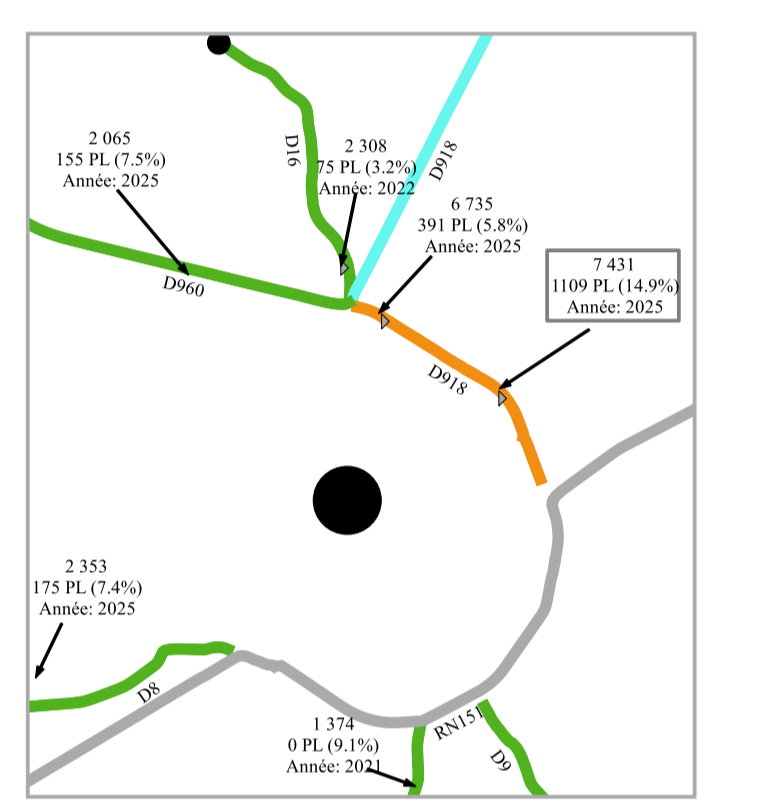 2 065
155 PL (7.5%)
Année: 2025
D16
2 308
75 PL (3.2%)
Année: 2022
D918
6 735
391 PL (5.8%)
Année: 2025
7 431
1109 PL (14.9%)
Année: 2025
D960
D918
2 353
175 PL (7.4%)
Année: 2025
D8
1 374
0 PL (9.1%)
Année: 2021
RN151
D9